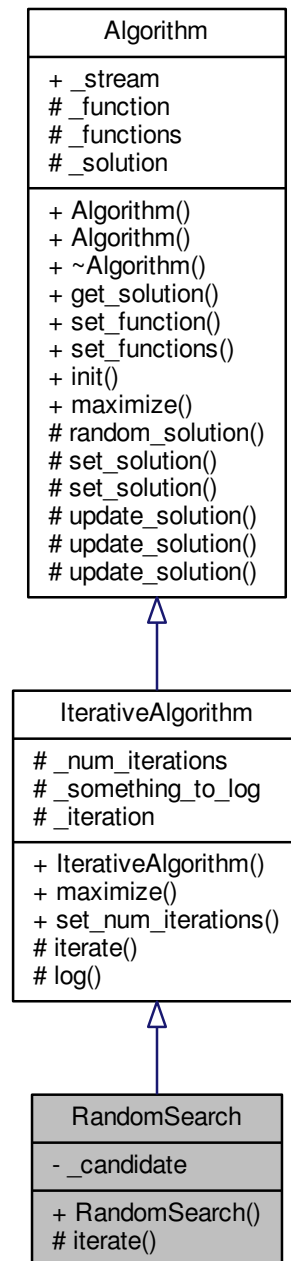 Algorithm
+ _stream
# _function
# _functions
# _solution
+ Algorithm()
+ Algorithm()
+ ~Algorithm()
+ get_solution()
+ set_function()
+ set_functions()
+ init()
+ maximize()
# random_solution()
# set_solution()
# set_solution()
# update_solution()
# update_solution()
# update_solution()
IterativeAlgorithm
# _num_iterations
# _something_to_log
# _iteration
+ IterativeAlgorithm()
+ maximize()
+ set_num_iterations()
# iterate()
# log()
RandomSearch
- _candidate
+ RandomSearch()
# iterate()